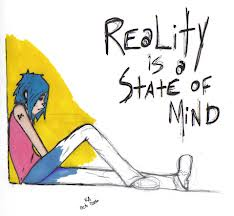 Reality
is a
State of
Mind